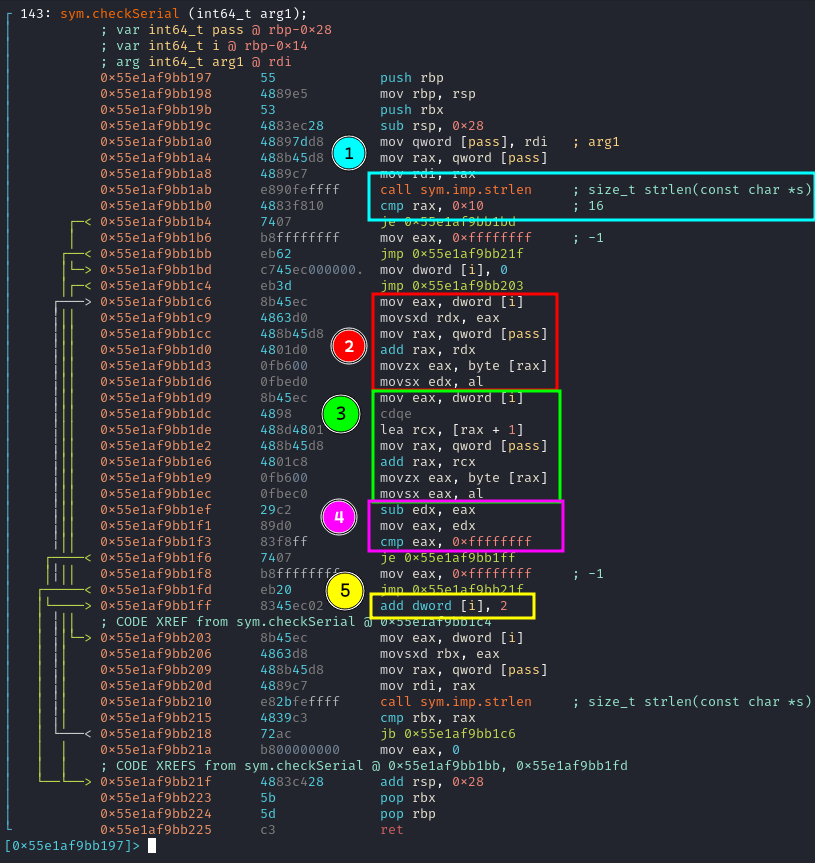 143: sym.checkSerial (int64_t arg1);
; var int64_t pass @ rbp-0×28
; var int64_t i @ rbp-0×14
; arg int64_t arg1 @ rdi
0×55e1af9bb197 55 push rbp
0×55e1af9bb198 4889e5 mov rbp, rsp
0×55e1af9bb19b 53 push rbx
0×55e1af9bb19c 4883ec28 sub rsp, 0×28
0×55e1af9bb1a0 48897dd8 mov qword [pass], rdi ; arg1
1
0×55e1af9bb1a4 488b45d8 mov rax, qword [pass]
0×55e1af9bb1a8 4889c7 mov rdi, rax
0×55e1af9bb1ab e890feffff call sym.imp.strlen ; size_t strlen(const char *s)
0×55e1af9bb1b0 4883f810 cmp rax, 0×10 ; 16
0×55e1af9bb1b4 7407 je 0×55e1af9bb1bd
0×55e1af9bb1b6 b8ffffffff mov eax, 0×ffffffff ; -1
0×55e1af9bb1bb eb62 jmp 0×55e1af9bb21f
0×55e1af9bb1bd c745ec000000. mov dword [i], 0
0×55e1af9bb1c4 eb3d jmp 0×55e1af9bb203
0×55e1af9bb1c6 8b45ec mov eax, dword [i]
0×55e1af9bb1c9 4863d0 movsxd rdx, eax
0×55e1af9bb1cc 488b45d8 mov rax, qword [pass]
2
0×55e1af9bb1d0 4801d0 add rax, rdx
0×55e1af9bb1d3 0fb600 movzx eax, byte [rax]
0×55e1af9bb1d6 0fbed0 movsx edx, al
0×55e1af9bb1d9 8b45ec mov eax, dword [i]
0×55e1af9bb1dc 4898 cdqe
3
0×55e1af9bb1de 488d4801 lea rcx, [rax + 1]
0×55e1af9bb1e2 488b45d8 mov rax, qword [pass]
0×55e1af9bb1e6 4801c8 add rax, rcx
0×55e1af9bb1e9 0fb600 movzx eax, byte [rax]
0×55e1af9bb1ec 0fbec0 movsx eax, al
0×55e1af9bb1ef 29c2 sub edx, eax
4
0×55e1af9bb1f1 89d0 mov eax, edx
0×55e1af9bb1f3 83f8ff cmp eax, 0×ffffffff
0×55e1af9bb1f6 7407 je 0×55e1af9bb1ff
0×55e1af9bb1f8 b8ffffffff mov eax, 0×ffffffff ; -1
5
0×55e1af9bb1fd eb20 jmp 0×55e1af9bb21f
0×55e1af9bb1ff 8345ec02 add dword [i], 2
; CODE XREF from sym.checkSerial @ 0×55e1af9bb1c4
0×55e1af9bb203 8b45ec mov eax, dword [i]
0×55e1af9bb206 4863d8 movsxd rbx, eax
0×55e1af9bb209 488b45d8 mov rax, qword [pass]
0×55e1af9bb20d 4889c7 mov rdi, rax
0×55e1af9bb210 e82bfeffff call sym.imp.strlen ; size_t strlen(const char *s)
0×55e1af9bb215 4839c3 cmp rbx, rax
0×55e1af9bb218 72ac jb 0×55e1af9bb1c6
0×55e1af9bb21a b800000000 mov eax, 0
; CODE XREFS from sym.checkSerial @ 0×55e1af9bb1bb, 0×55e1af9bb1fd
0×55e1af9bb21f 4883c428 add rsp, 0×28
0×55e1af9bb223 5b pop rbx
0×55e1af9bb224 5d pop rbp
0×55e1af9bb225 c3 ret
[0×55e1af9bb197]>